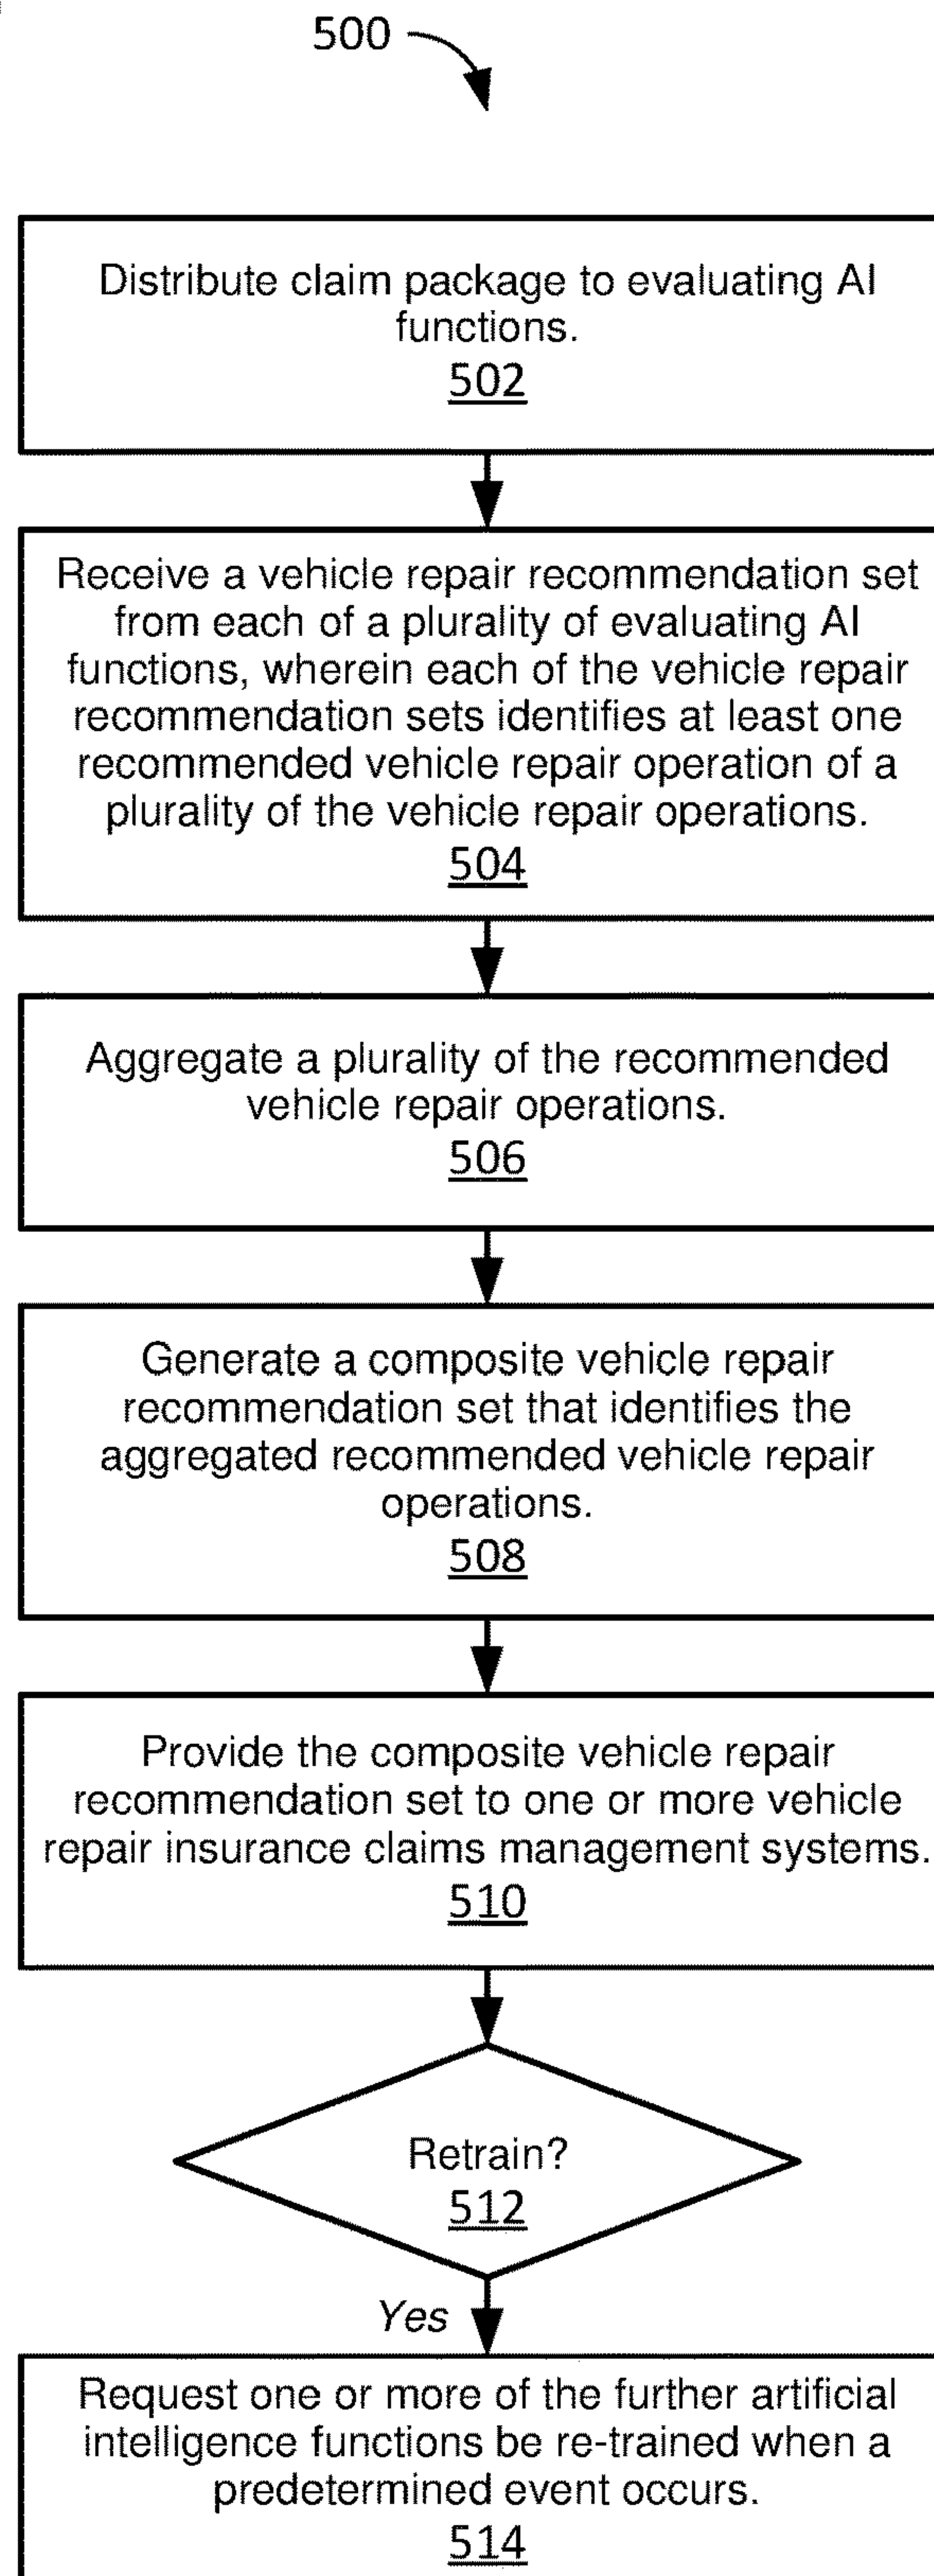 500
Distribute claim package to evaluating AI
functions.
502
Receive a vehicle repair recommendation set
from each of a plurality of evaluating AI
functions, wherein each of the vehicle repair
recommendation sets identifies at least one
recommended vehicle repair operation of a
plurality of the vehicle repair operations.
504
Aggregate a plurality of the recommended
vehicle repair operations.
506
Generate a composite vehicle repair
recommendation set that identifies the
aggregated recommended vehicle repair
operations.
508
Provide the composite vehicle repair
recommendation set to one or more vehicle
repair insurance claims management systems.
510
Retrain?
512
Yes
Request one or more of the further artificial
intelligence functions be re-trained when a
predetermined event occurs.
514